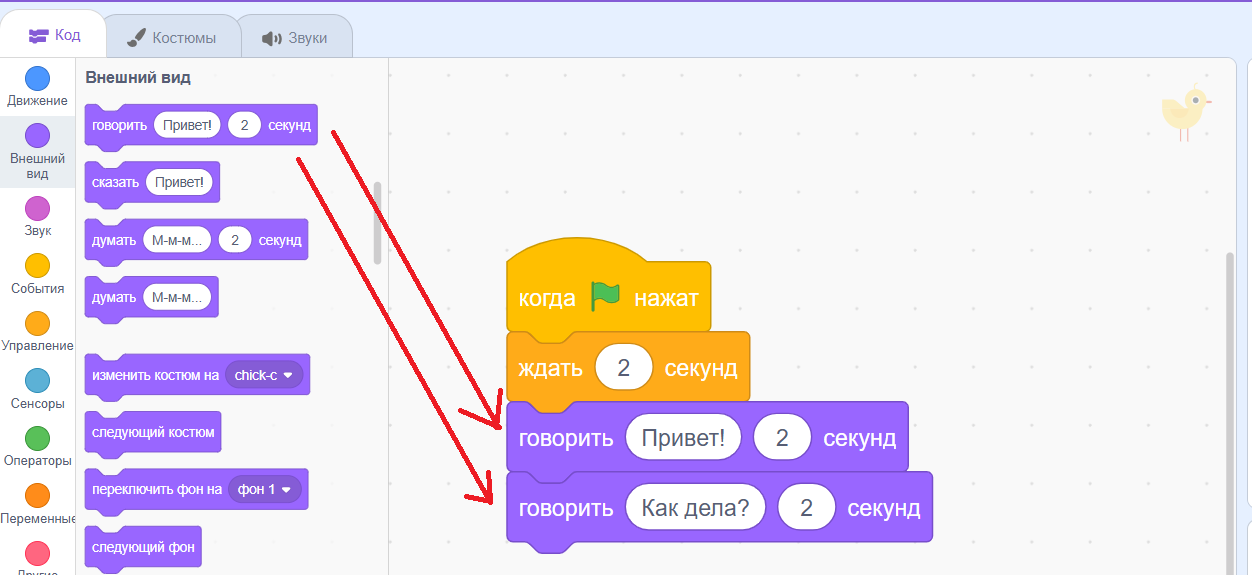 Код
Костюмы
Звуки
Движение
Внешний
вид
Звук
События
Управление
Сенсоры
Операторы
Переменные
Другие
Внешний вид
говорить Привет! 2 секунд
сказать Привет!
думать М-м-м... 2 секунд
думать М-м-м...
изменить костюм на chick-c
следующий костюм
переключить фон на фон 1
следующий фон
когда нажат
ждать 2 секунд
говорить Привет! 2 секунд
говорить Как дела? 2 секунд